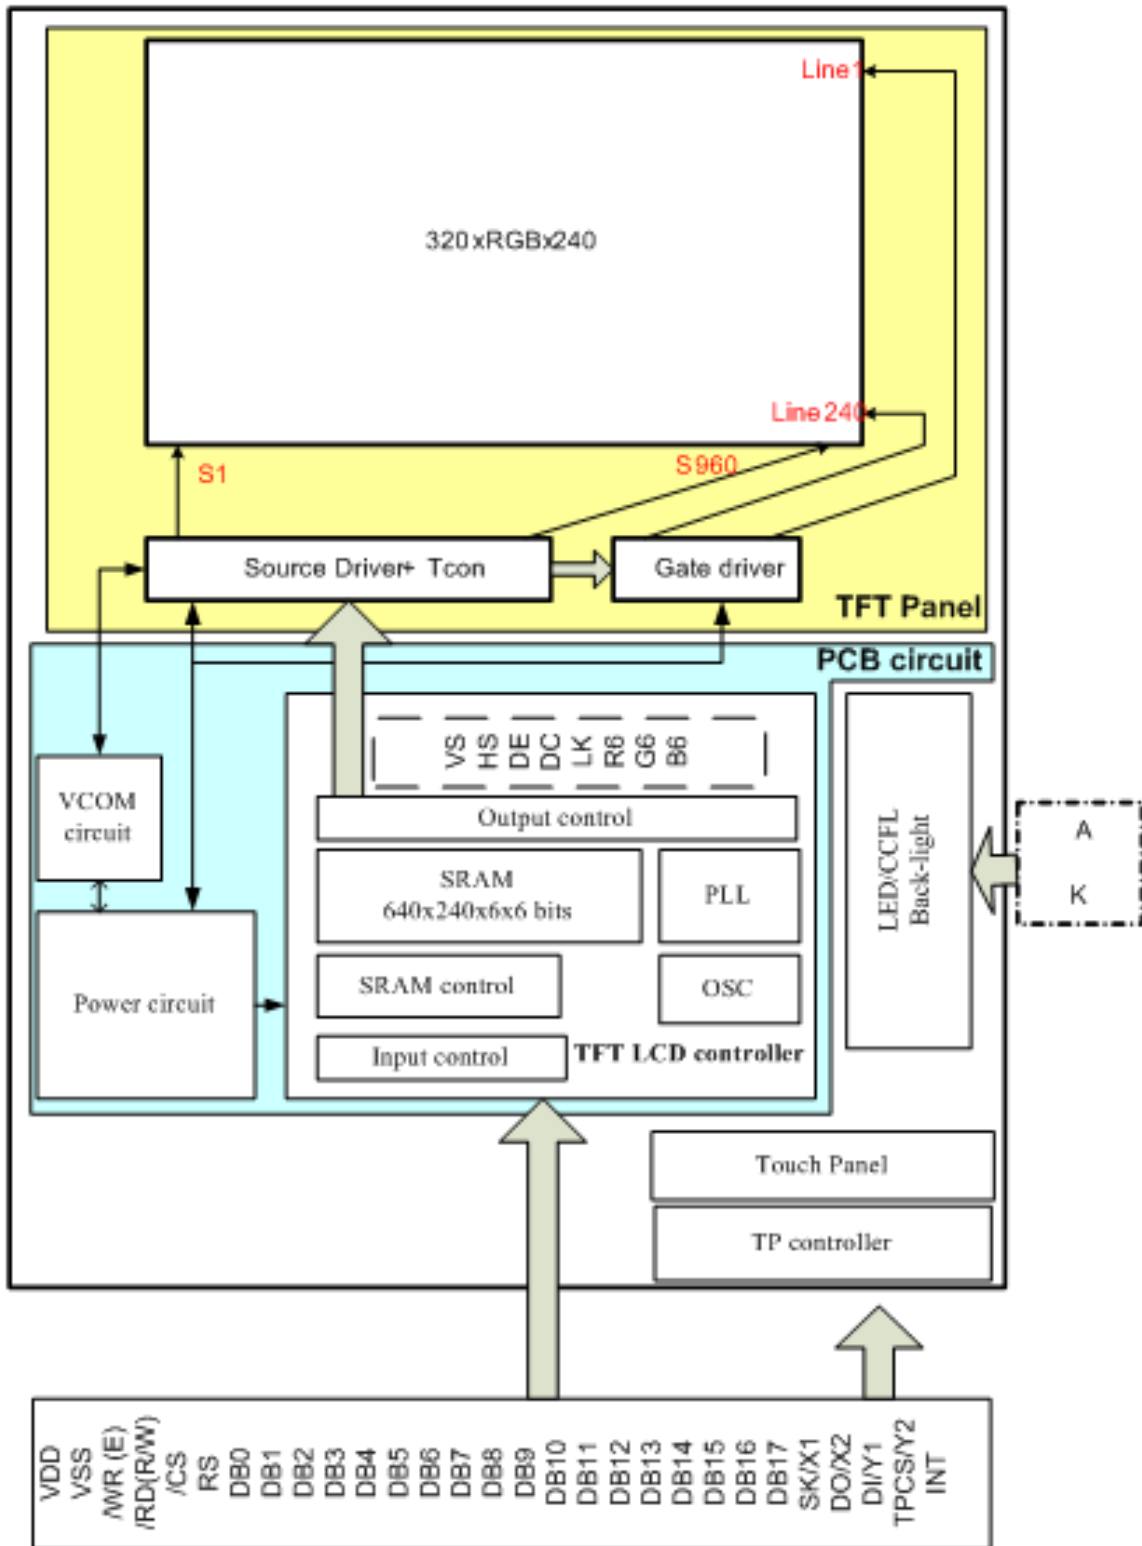 Line1
320xRGBx240
Line240
S1
S960
Source Driver+ Tcon
Gate driver
TFT Panel
PCB circuit
VS
HS
DE
DC
LK
R6
G6
B6
VCOM
circuit
Output control
SRAM
640x240x6x6 bits
PLL
LED/CCFL
Back-light
A
K
SRAM control
OSC
Power circuit
Input control
TFT LCD controller
Touch Panel
TP controller
VDD
VSS
/WR (E)
/RD(R/W)
/CS
RS
DB0
DB1
DB2
DB3
DB4
DB5
DB6
DB7
DB8
DB9
DB10
DB11
DB12
DB13
DB14
DB15
DB16
DB17
SK/X1
DO/X2
DI/Y1
TPCS/Y2
INT